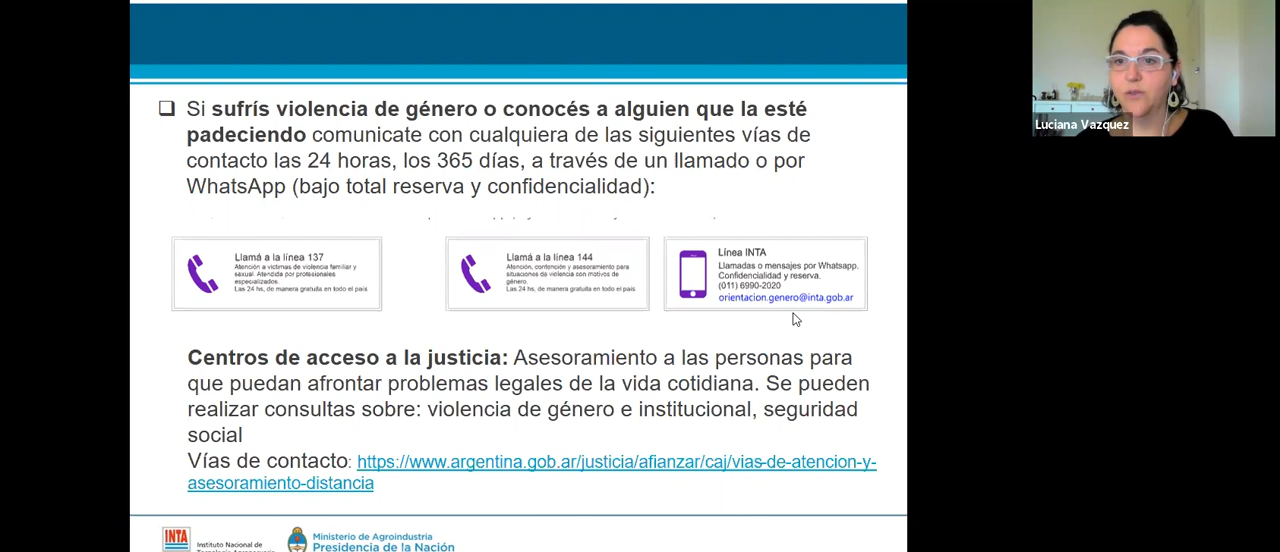 ❑ Si sufrís violencia de género o conocés a alguien que la esté
padeciendo comunicate con cualquiera de las siguientes vías de
contacto las 24 horas, los 365 días, a través de un llamado o por
WhatsApp (bajo total reserva y confidencialidad):
Llamá a la línea 137
Atención a víctimas de violencia familiar y
sexual. Atendida por profesionales
especializados.
Las 24 hs, de manera gratuita en todo el país
Llamá a la línea 144
Atención, contención y asesoramiento para
situaciones de violencia con motivos de
género.
Las 24 hs, de manera gratuita en todo el país
Línea INTA
Llamadas o mensajes por Whatsapp.
Confidencialidad y reserva.
(011) 6990-2020
orientacion.genero@inta.gob.ar
Centros de acceso a la justicia: Asesoramiento a las personas para
que puedan afrontar problemas legales de la vida cotidiana. Se pueden
realizar consultas sobre: violencia de género e institucional, seguridad
social
Vías de contacto: https://www.argentina.gob.ar/justicia/afianzar/caj/vias-de-atencion-y-
asesoramiento-distancia
INTA
Instituto Nacional de
Ministerio de Agroindustria
Presidencia de la Nación
Luciana Vazquez